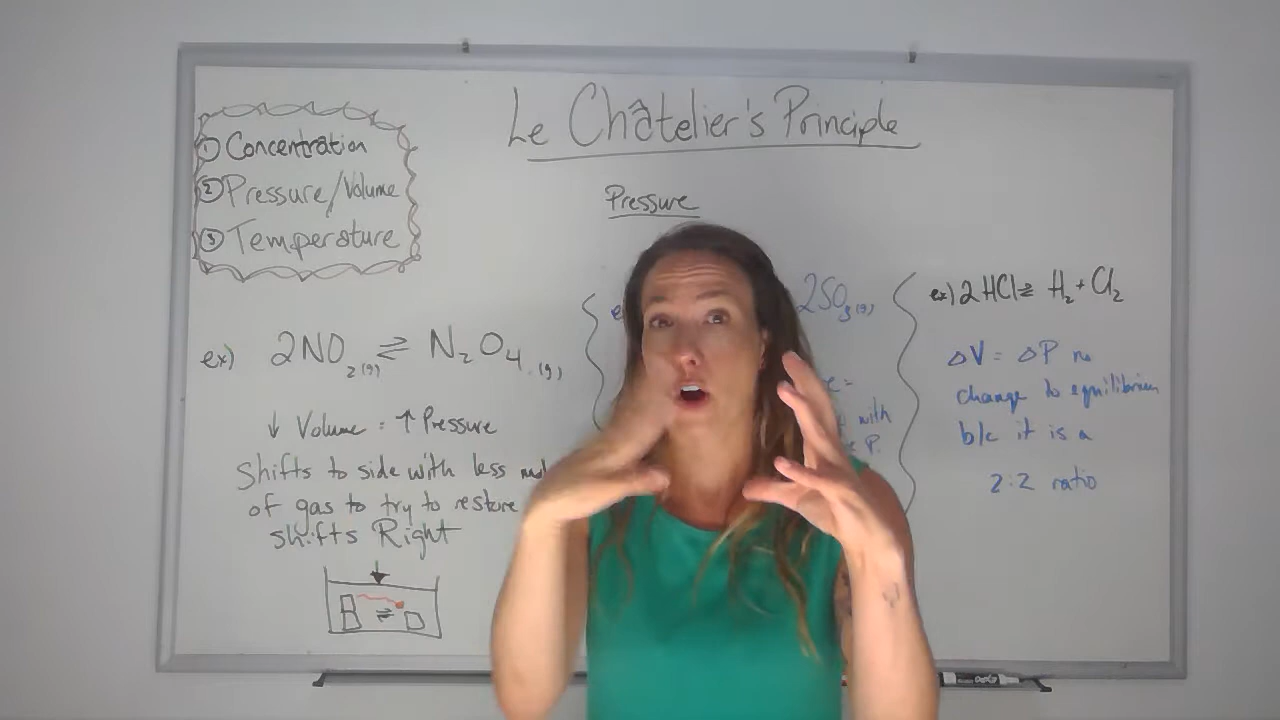 Le Châtelier's Principle
① Concentration
② Pressure/Volume
③ Temperature
Pressure
ex) 2NO₂(g) ⇌ N₂O₄(g)
↓ Volume = ↑ Pressure
Shifts to side with less
of gas to try to restore
shifts Right
2SO₃(g)
with
P.
ex) 2HCl ⇌ H₂ + Cl₂
ΔV = ΔP no
change to equilibrium
b/c it is a
2:2 ratio